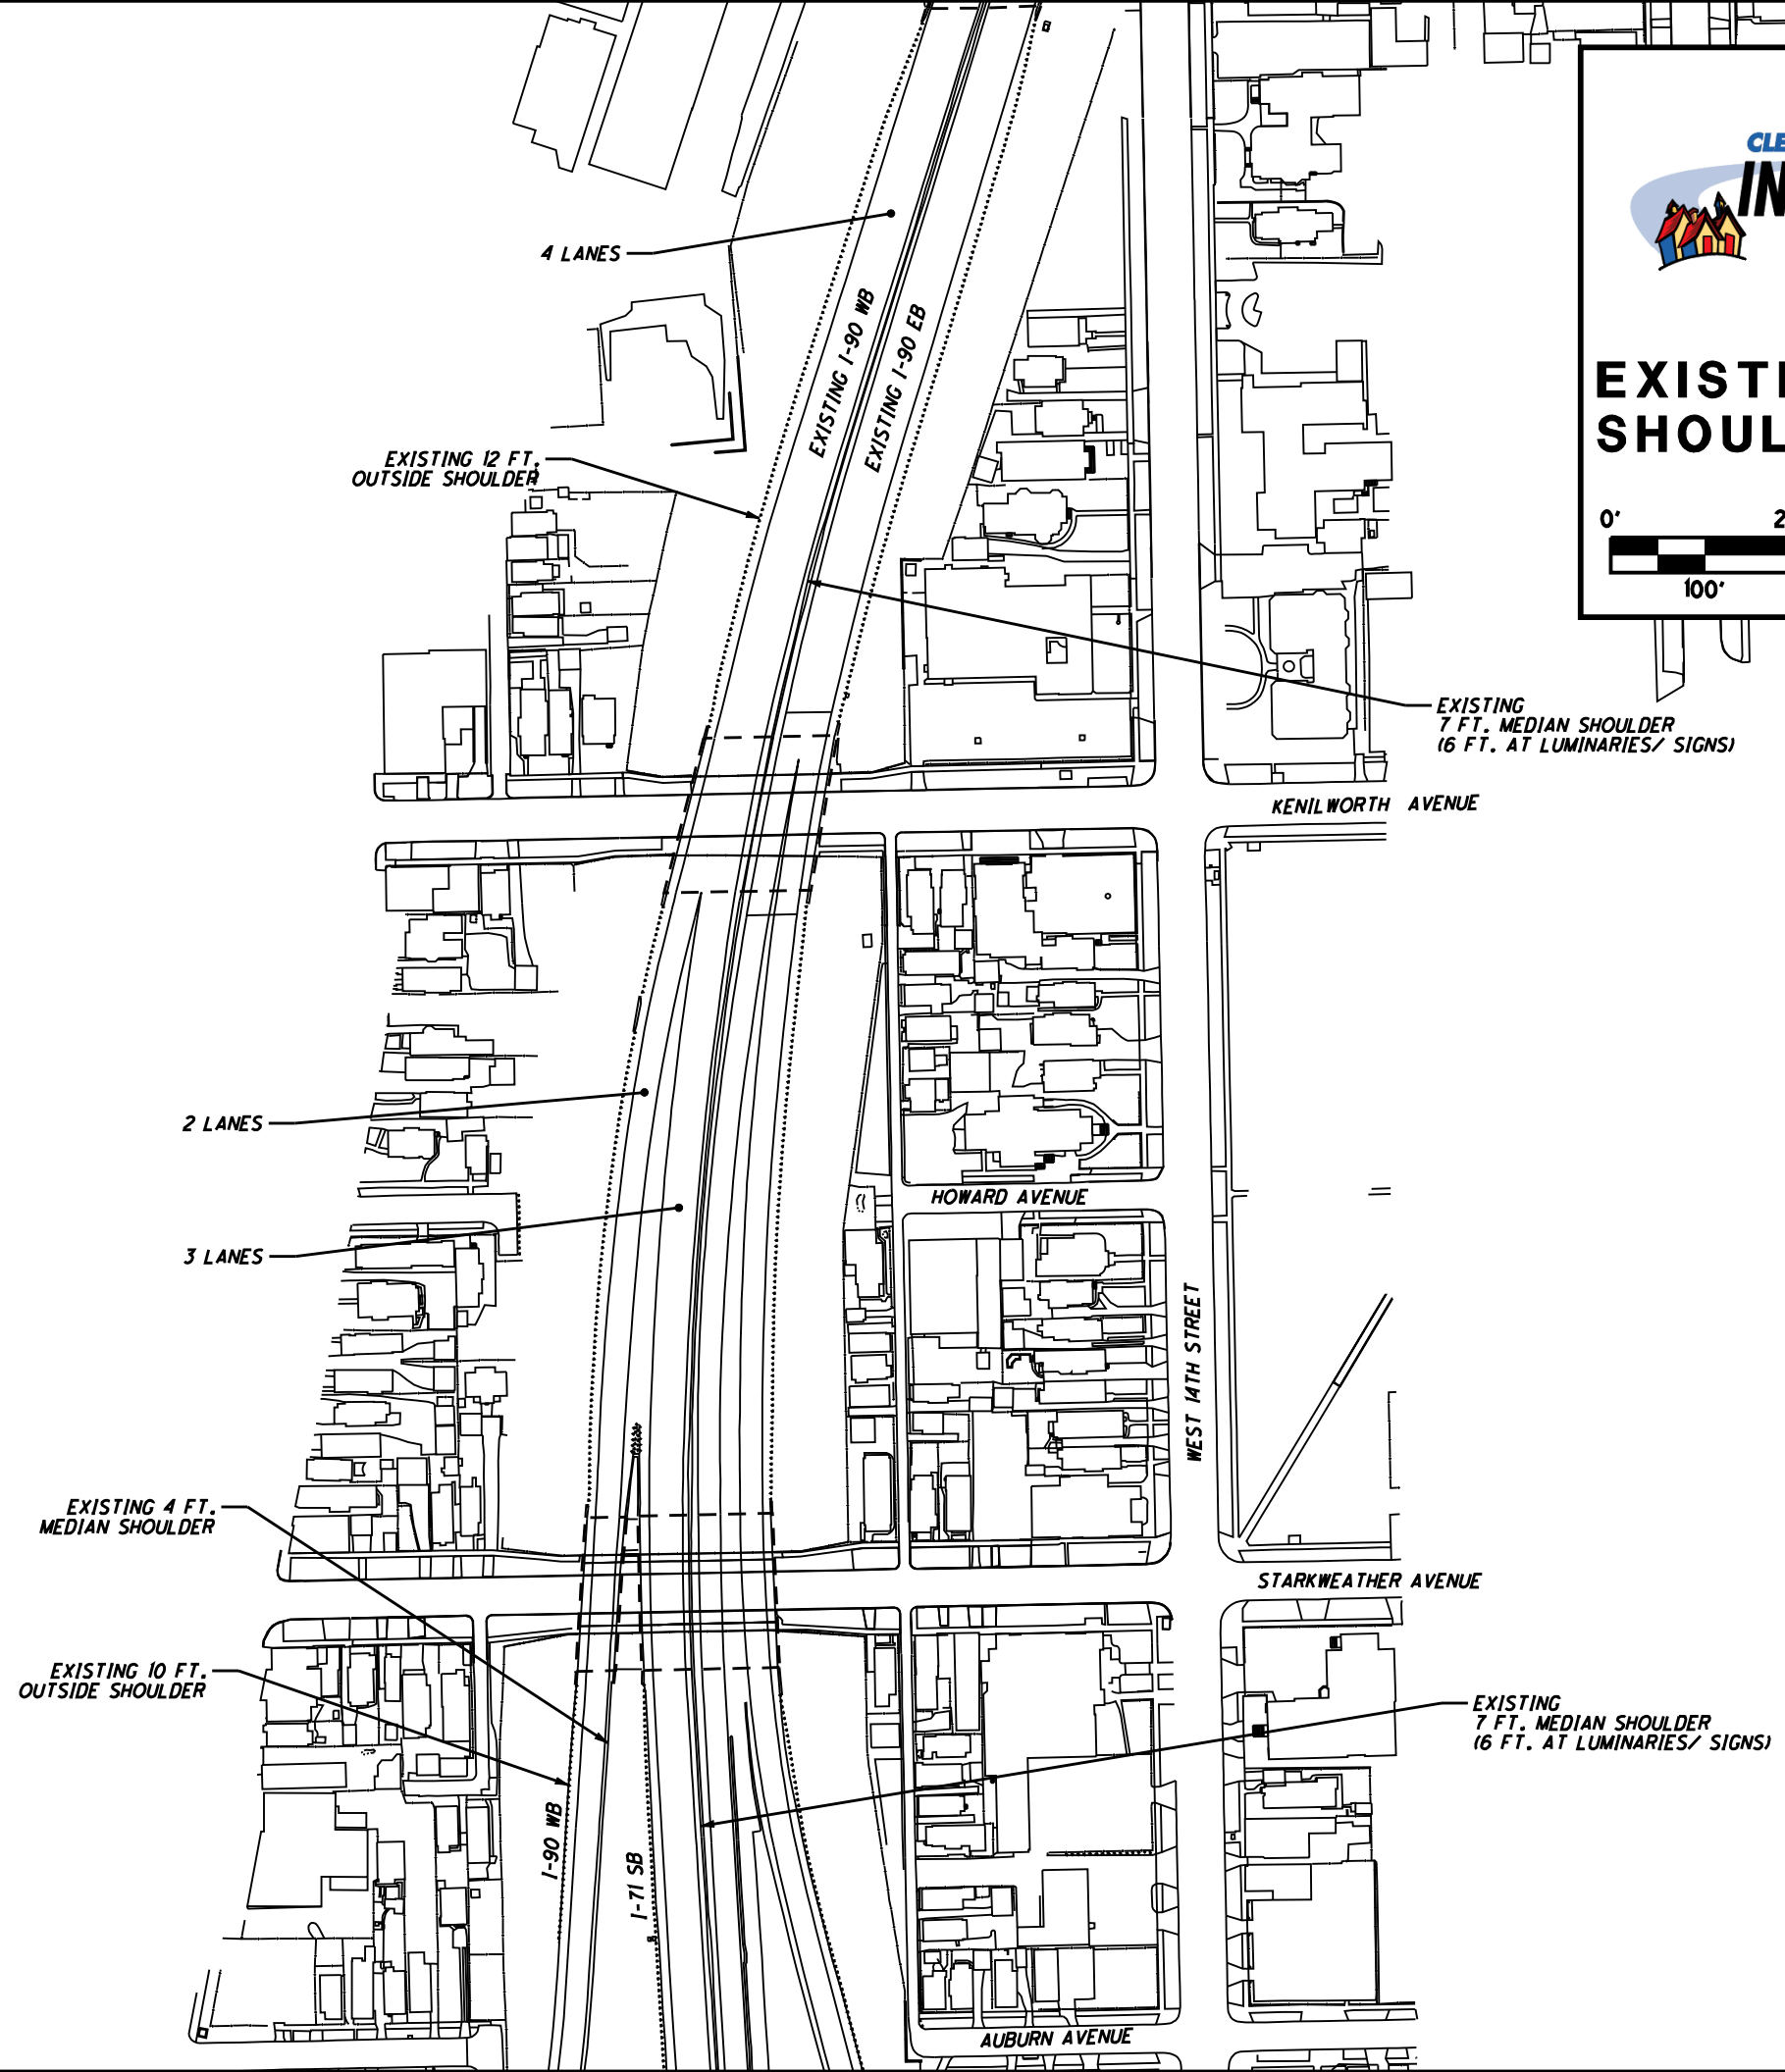 CLE
IN
EXISTI
SHOUL
0'
2
100'
4 LANES
EXISTING I-90 WB
EXISTING I-90 EB
EXISTING 12 FT.
OUTSIDE SHOULDER
EXISTING
7 FT. MEDIAN SHOULDER
(6 FT. AT LUMINARIES/ SIGNS)
KENILWORTH AVENUE
2 LANES
HOWARD AVENUE
3 LANES
WEST 14TH STREET
EXISTING 4 FT.
MEDIAN SHOULDER
STARKWEATHER AVENUE
EXISTING 10 FT.
OUTSIDE SHOULDER
EXISTING
7 FT. MEDIAN SHOULDER
(6 FT. AT LUMINARIES/ SIGNS)
I-90 WB
I-71 SB
AUBURN AVENUE